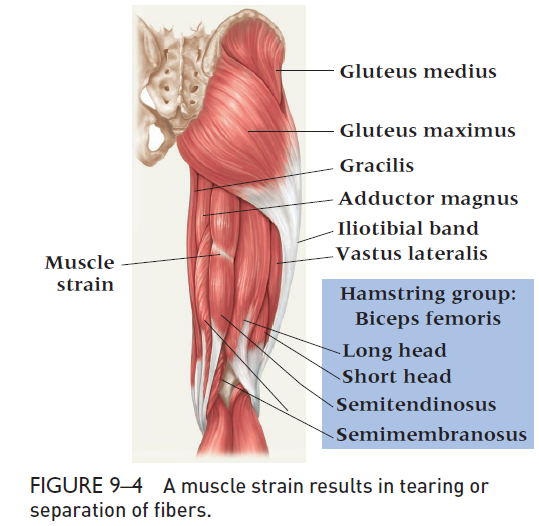 Gluteus medius
Gluteus maximus
Gracilis
Adductor magnus
Iliotibial band
Vastus lateralis
Muscle
strain
Hamstring group:
Biceps femoris
Long head
Short head
Semitendinosus
Semimembranosus
FIGURE 9–4 A muscle strain results in tearing or
separation of fibers.